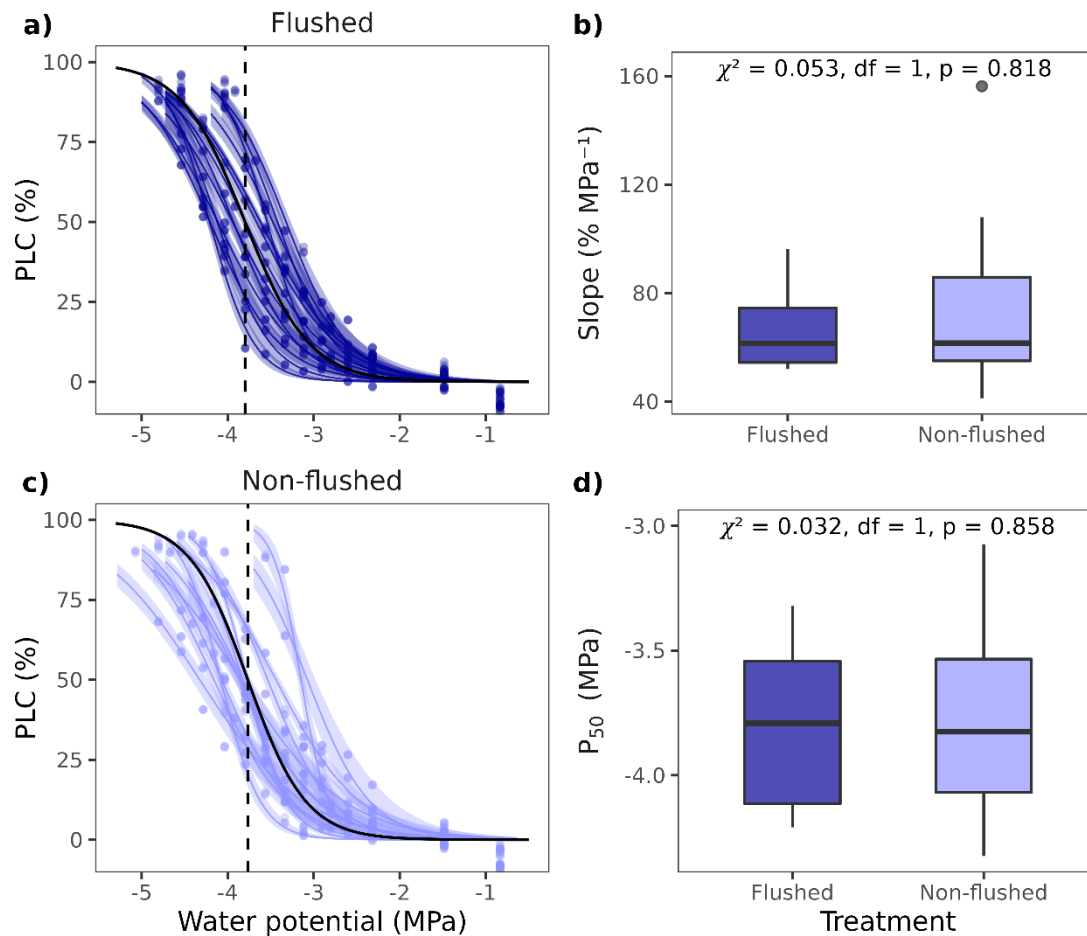 a)
Flushed
100
75
50
25
0
PLC (%)
-5 -4 -3 -2 -1
b)
χ² = 0.053, df = 1, p = 0.818
160
120
80
40
Slope (% MPa⁻¹)
Flushed Non-flushed
c)
Non-flushed
100
75
50
25
0
PLC (%)
-5 -4 -3 -2 -1
Water potential (MPa)
d)
χ² = 0.032, df = 1, p = 0.858
-3.0
-3.5
-4.0
P₅₀ (MPa)
Flushed Non-flushed
Treatment